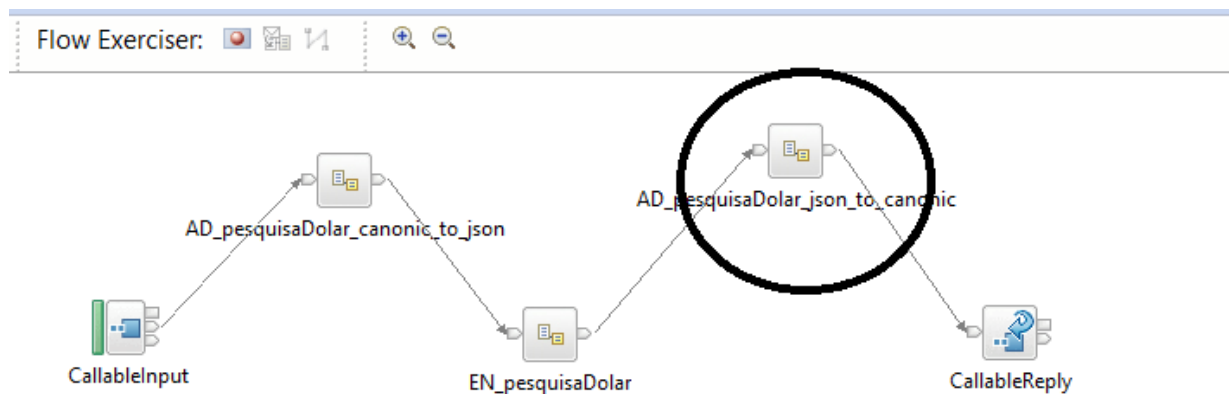 Flow Exerciser:
AD_pesquisaDolar_canonic_to_json
AD_pesquisaDolar_json_to_canonic
CallableInput
EN_pesquisaDolar
CallableReply